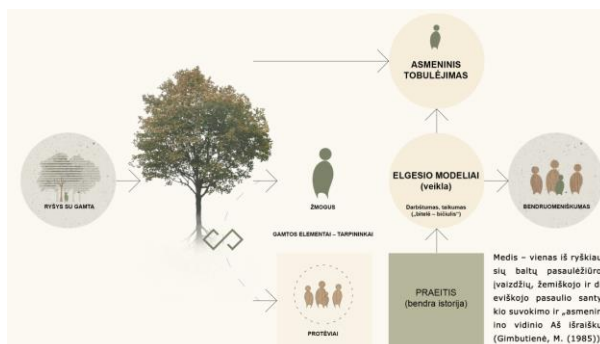 ASMENINIS
TOBULĖJIMAS
RYŠYS SU GAMTA
ŽMOGUS
ELGESIO MODELIAI
(veikla)
Darbštumas, taikumas
(„bitelė – bičiulis“)
BENDRUOMENIŠKUMAS
GAMTOS ELEMENTAI – TARPININKAI
PROTĖVIAI
PRAEITIS
(bendra istorija)
Medis – vienas iš ryškiau
sių baltų pasaulėžiūro
įvaizdžių, žemiškojo ir d
eviškojo pasaulio santy
kio suvokimo ir „asmenin
ino vidinio Aš išraišku
(Gimbutienė, M. (1985))